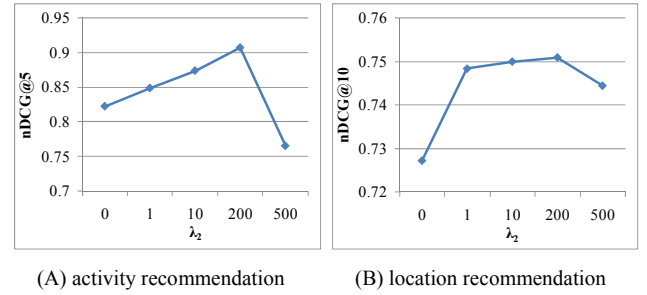 nDCG@5
0.95
0.9
0.85
0.8
0.75
0.7
0 1 10 200 500
λ2
nDCG@10
0.76
0.75
0.74
0.73
0.72
0 1 10 200 500
λ2
(A) activity recommendation
(B) location recommendation